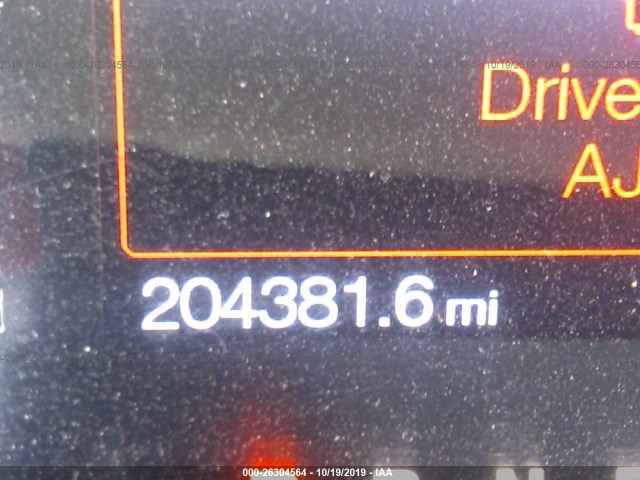 Drive
AJ
204381.6 mi
000-26304564 - 10/19/2019 - IAA